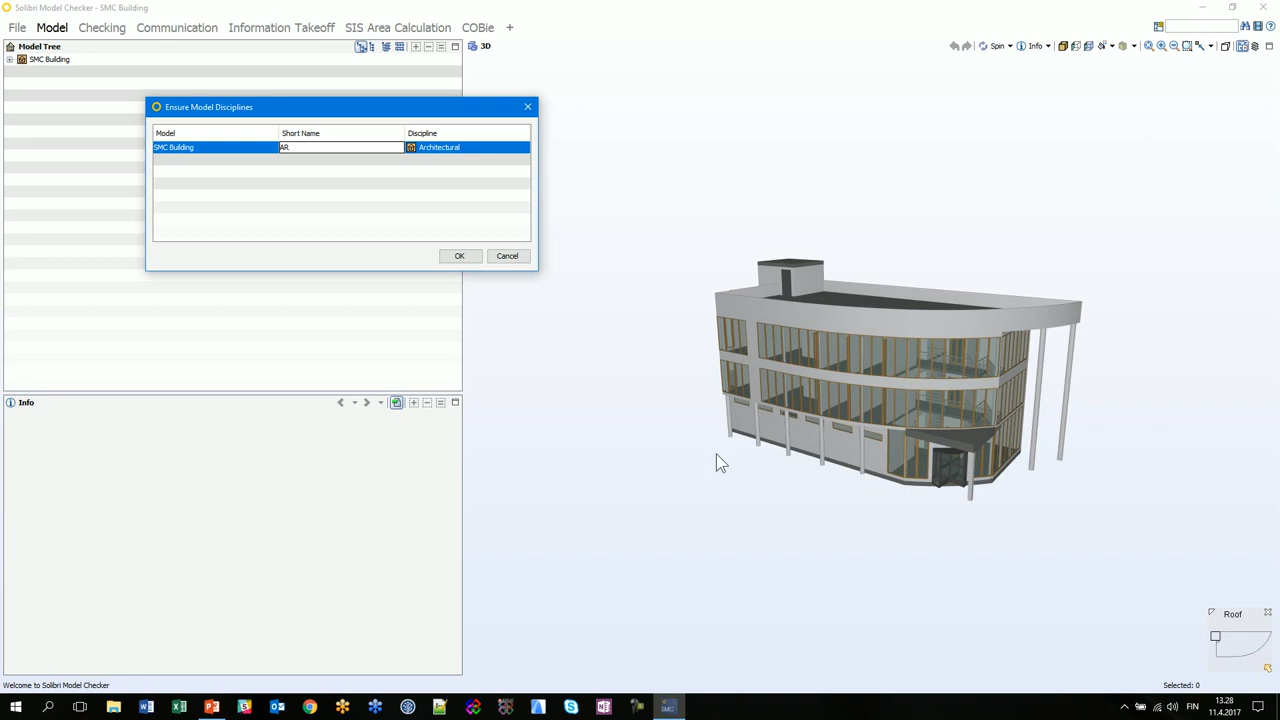 Solibri Model Checker - SMC Building
File Model Checking Communication Information Takeoff SIS Area Calculation COBie +
Model Tree
3D
Spin
Info
SMC Building
Ensure Model Disciplines
Model Short Name Discipline
SMC Building AR Architectural
OK Cancel
Info
Roof
Welcome to Solibri Model Checker
Selected: 0
SMC
FIN
13.28
11.4.2017